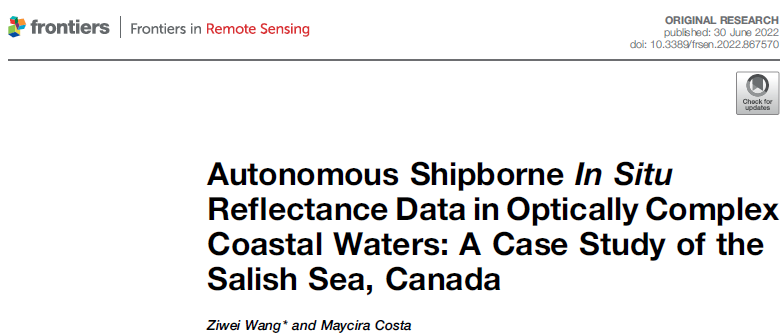 frontiers | Frontiers in Remote Sensing
ORIGINAL RESEARCH
published: 30 June 2022
doi: 10.3389/frsen.2022.867570
Check for
updates
Autonomous Shipborne In Situ
Reflectance Data in Optically Complex
Coastal Waters: A Case Study of the
Salish Sea, Canada
Ziwei Wang* and Maycira Costa